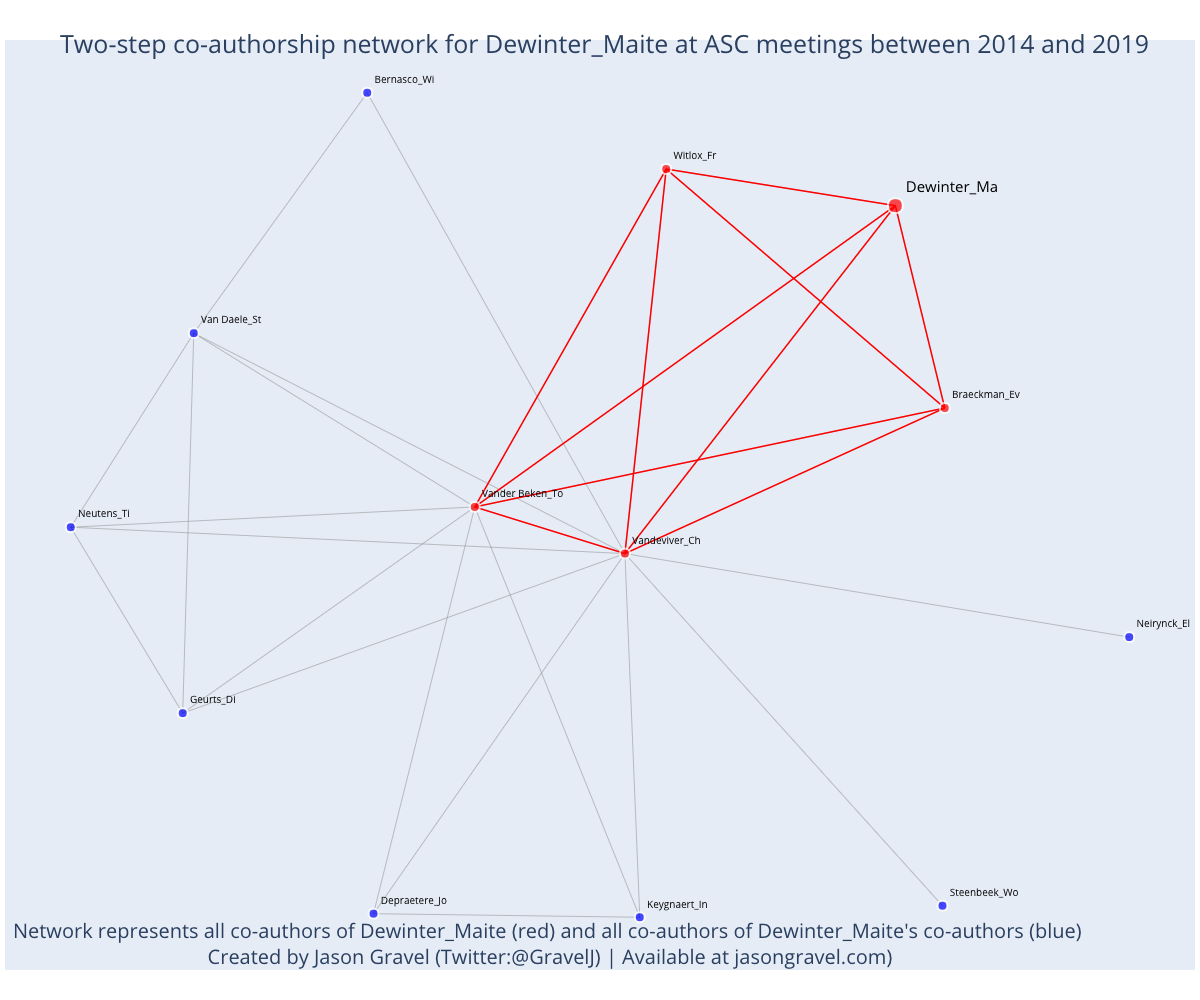 Two-step co-authorship network for Dewinter_Maite at ASC meetings between 2014 and 2019
Bernasco_Wi
Witlox_Fr
Dewinter_Ma
Van Daele_St
Braeckman_Ev
Vander Beken_To
Neutens_Ti
Vandeviver_Ch
Neirynck_El
Geurts_Di
Steenbeek_Wo
Depraetere_Jo
Keygnaert_In
Network represents all co-authors of Dewinter_Maite (red) and all co-authors of Dewinter_Maite's co-authors (blue)
Created by Jason Gravel (Twitter:@GravelJ) | Available at jasongravel.com)